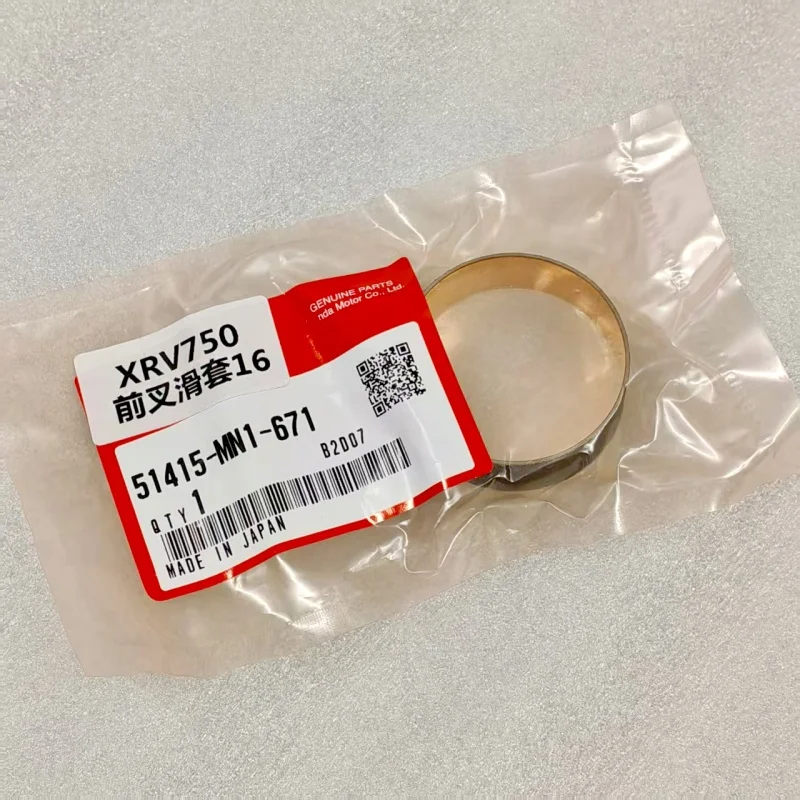 GENUINE PARTS
nda Motor Co., Ltd.
XRV750
前叉滑套16
51415-MN1-671
B2D07
QTY 1
MADE IN JAPAN